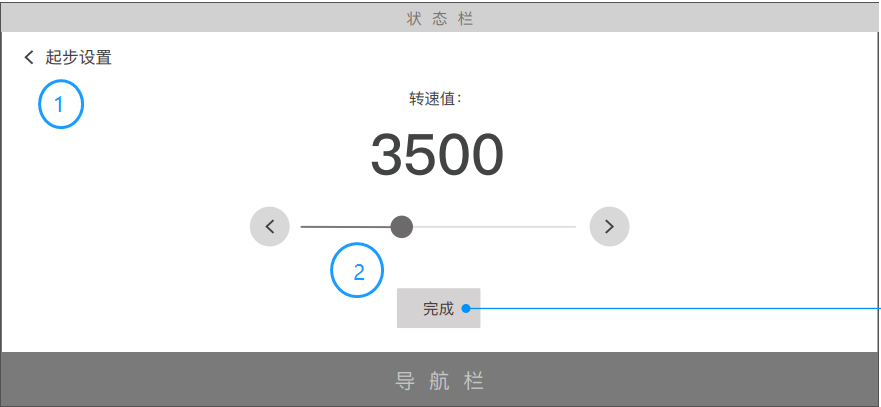 状 态 栏
起步设置
1
转速值：
3500
2
完成
导 航 栏